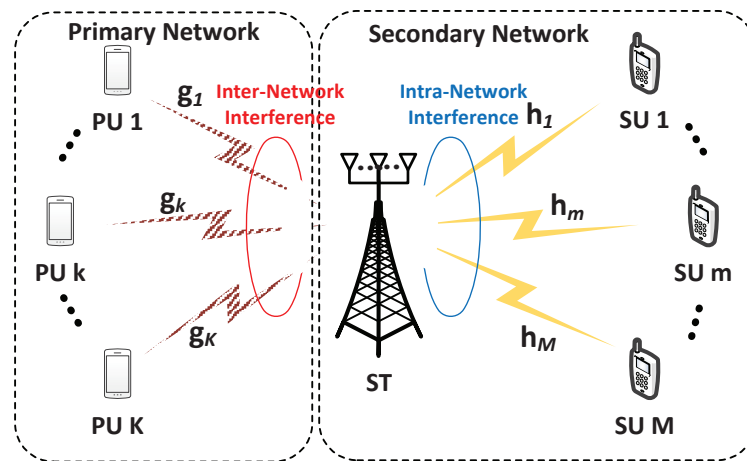 Primary Network
Secondary Network
PU 1
g1
Inter-Network
Interference
Intra-Network
Interference
h1
SU 1
PU k
gk
hm
SU m
gK
hM
PU K
ST
SU M